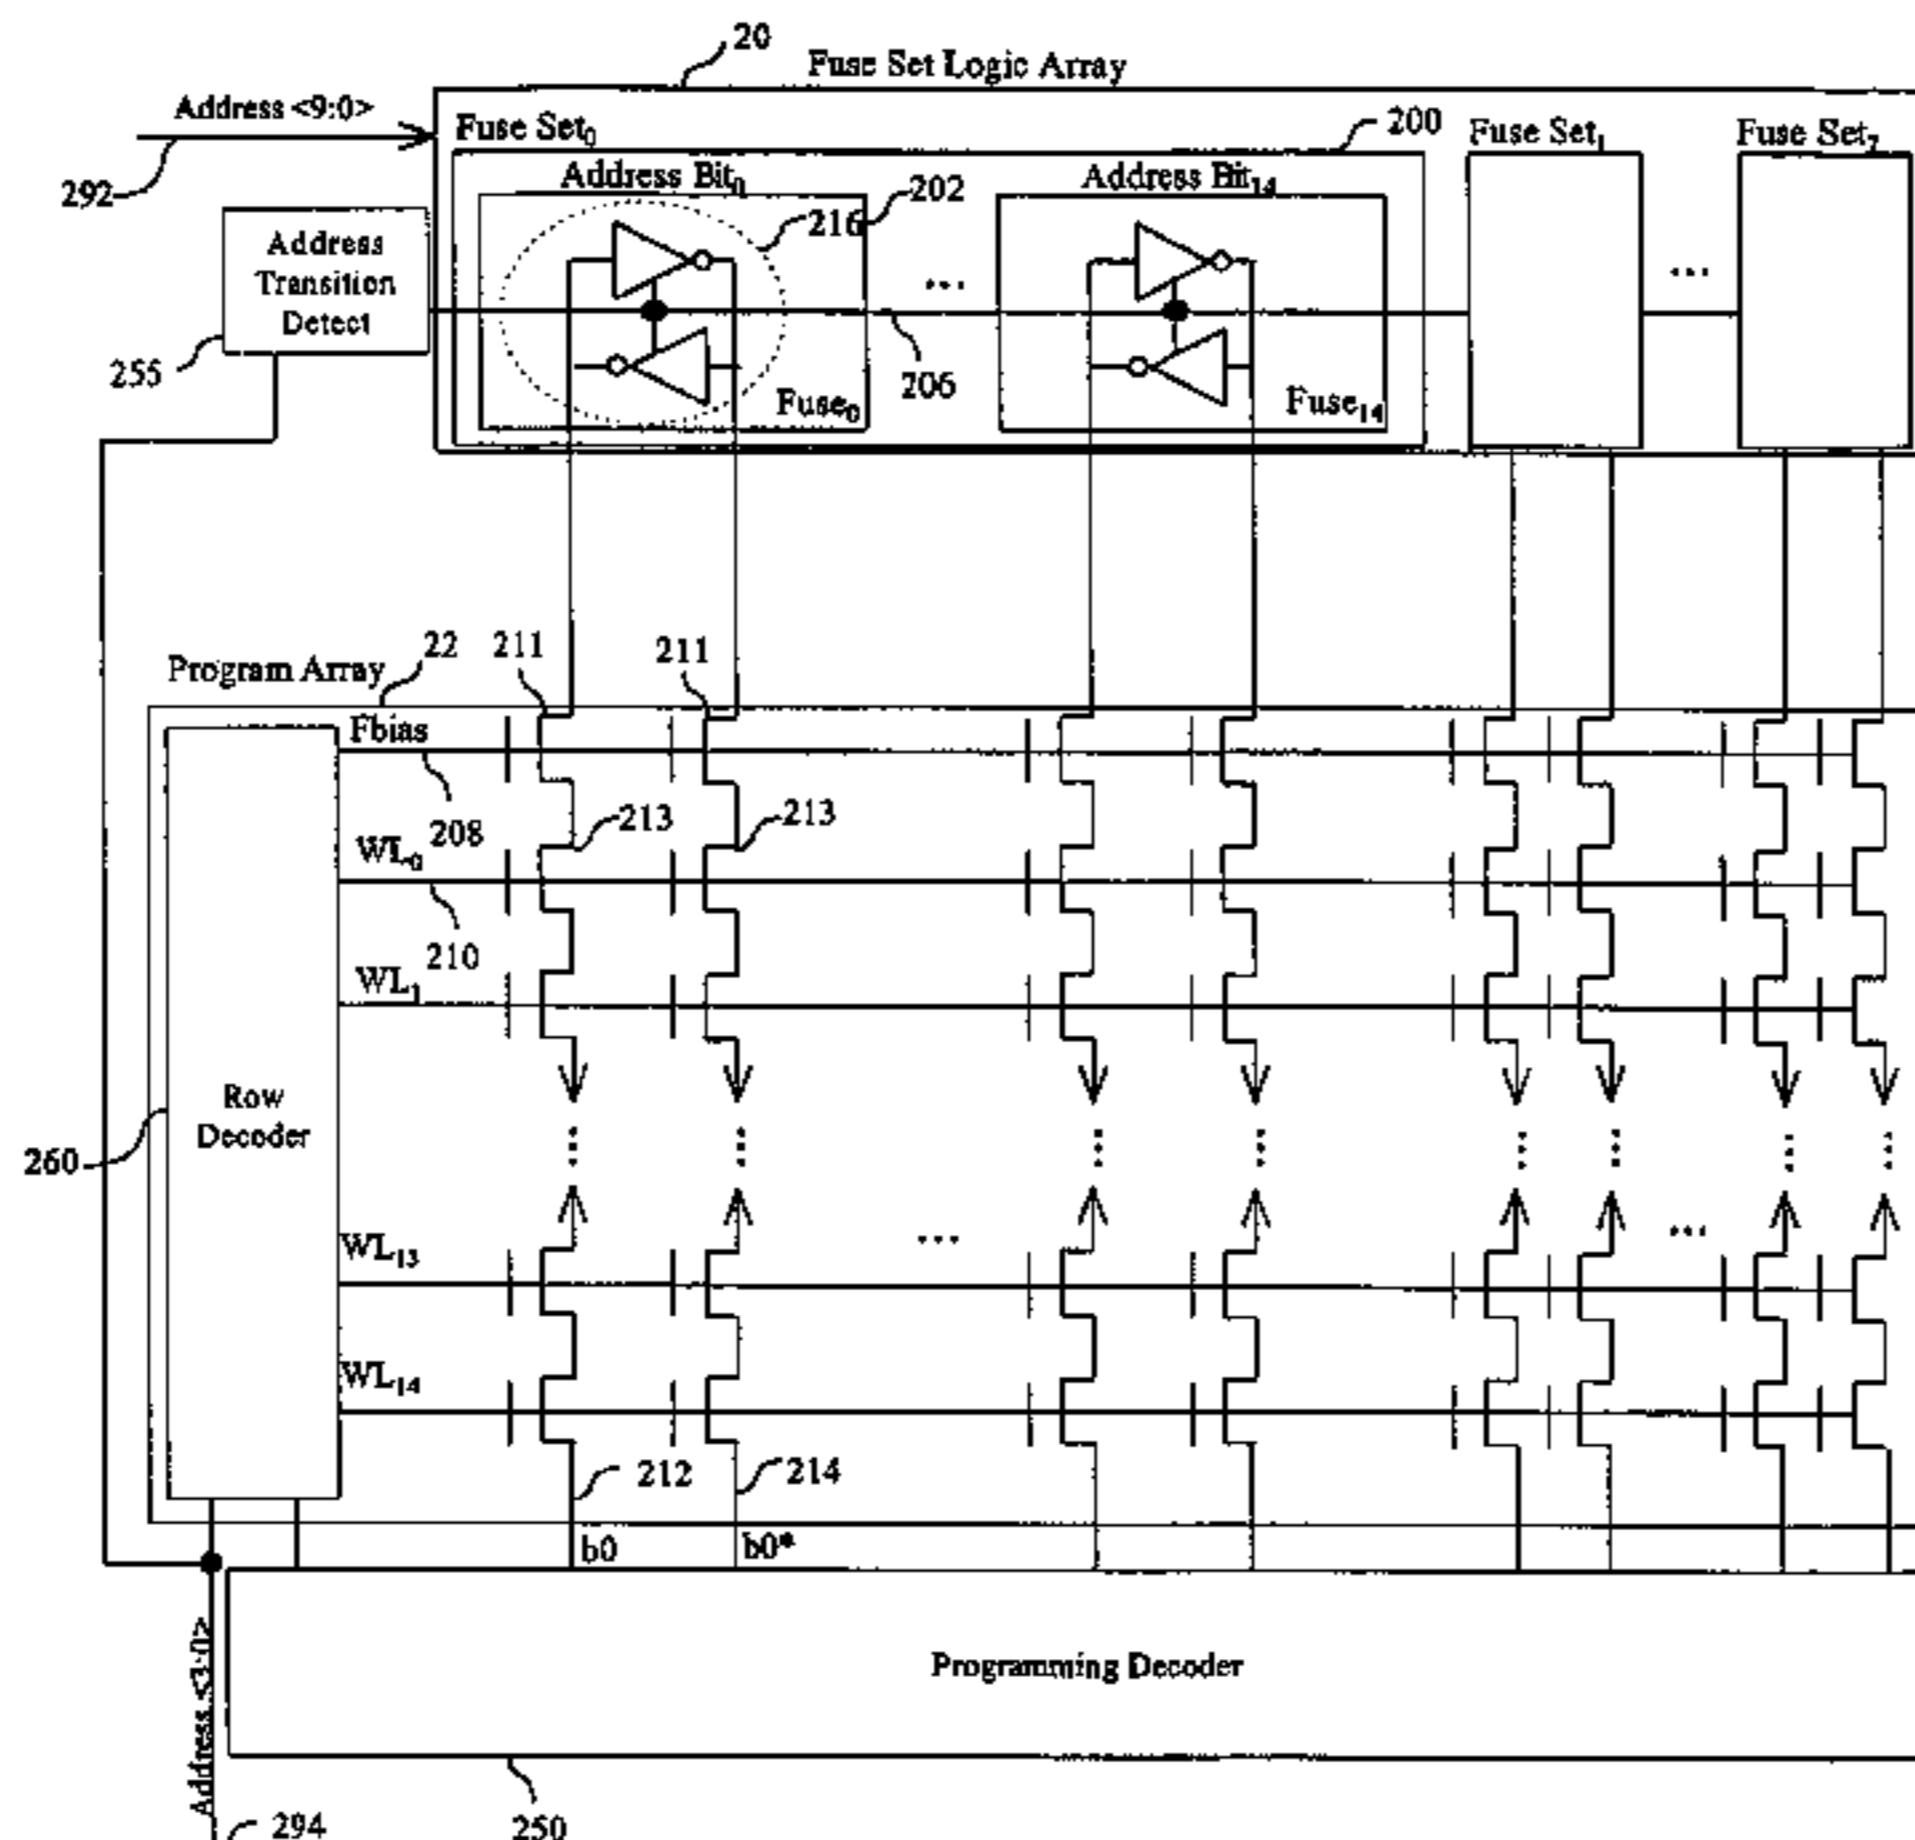 20
Fuse Set Logic Array
Address <9:0>
292
Fuse Set0
200
Fuse Set1
Fuse Set7
Address Bit0
202
Address Bit14
216
Address
Transition
Detect
255
...
...
206
Fuse0
Fuse14
Program Array
22
211
211
Fbias
208
213
213
WL0
210
WL1
Row
Decoder
260
WL13
...
...
WL14
212
214
b0
b0*
Address <3:0>
Programming Decoder
294
250